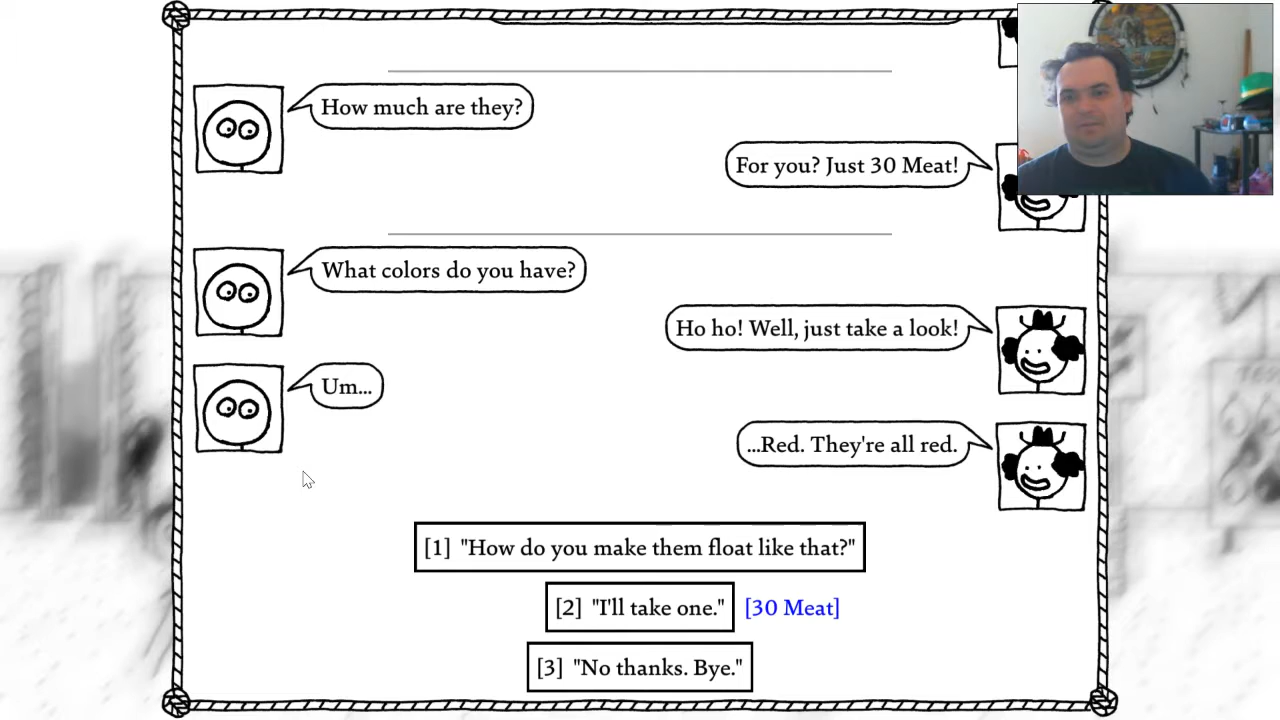 How much are they?
For you? Just 30 Meat!
What colors do you have?
Ho ho! Well, just take a look!
Um...
...Red. They're all red.
[1] "How do you make them float like that?"
[2] "I'll take one." [30 Meat]
[3] "No thanks. Bye."